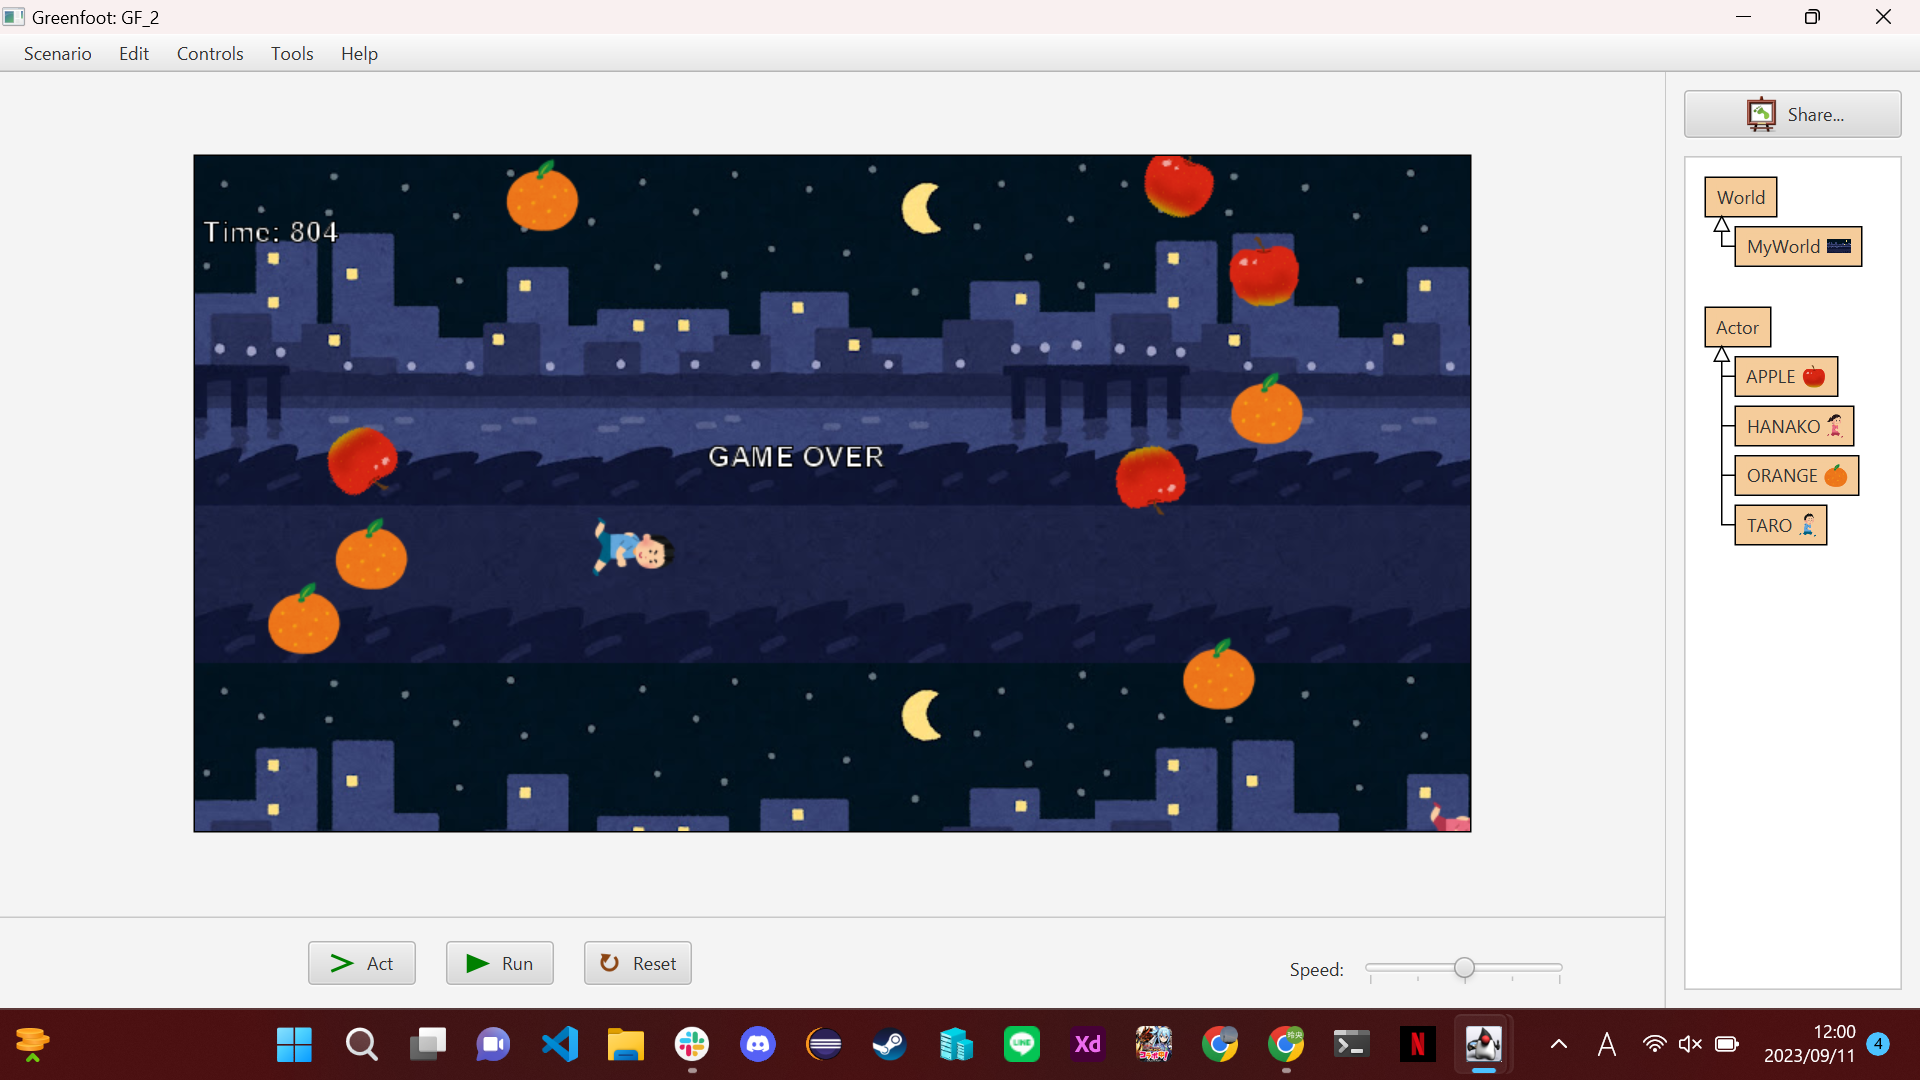 Greenfoot: GF_2
Scenario Edit Controls Tools Help
Share...
World
MyWorld
Time: 804
Actor
APPLE
HANAKO
GAME OVER
ORANGE
TARO
Act Run Reset
Speed:
Xd
LINE
N
A
12:00
2023/09/11
4